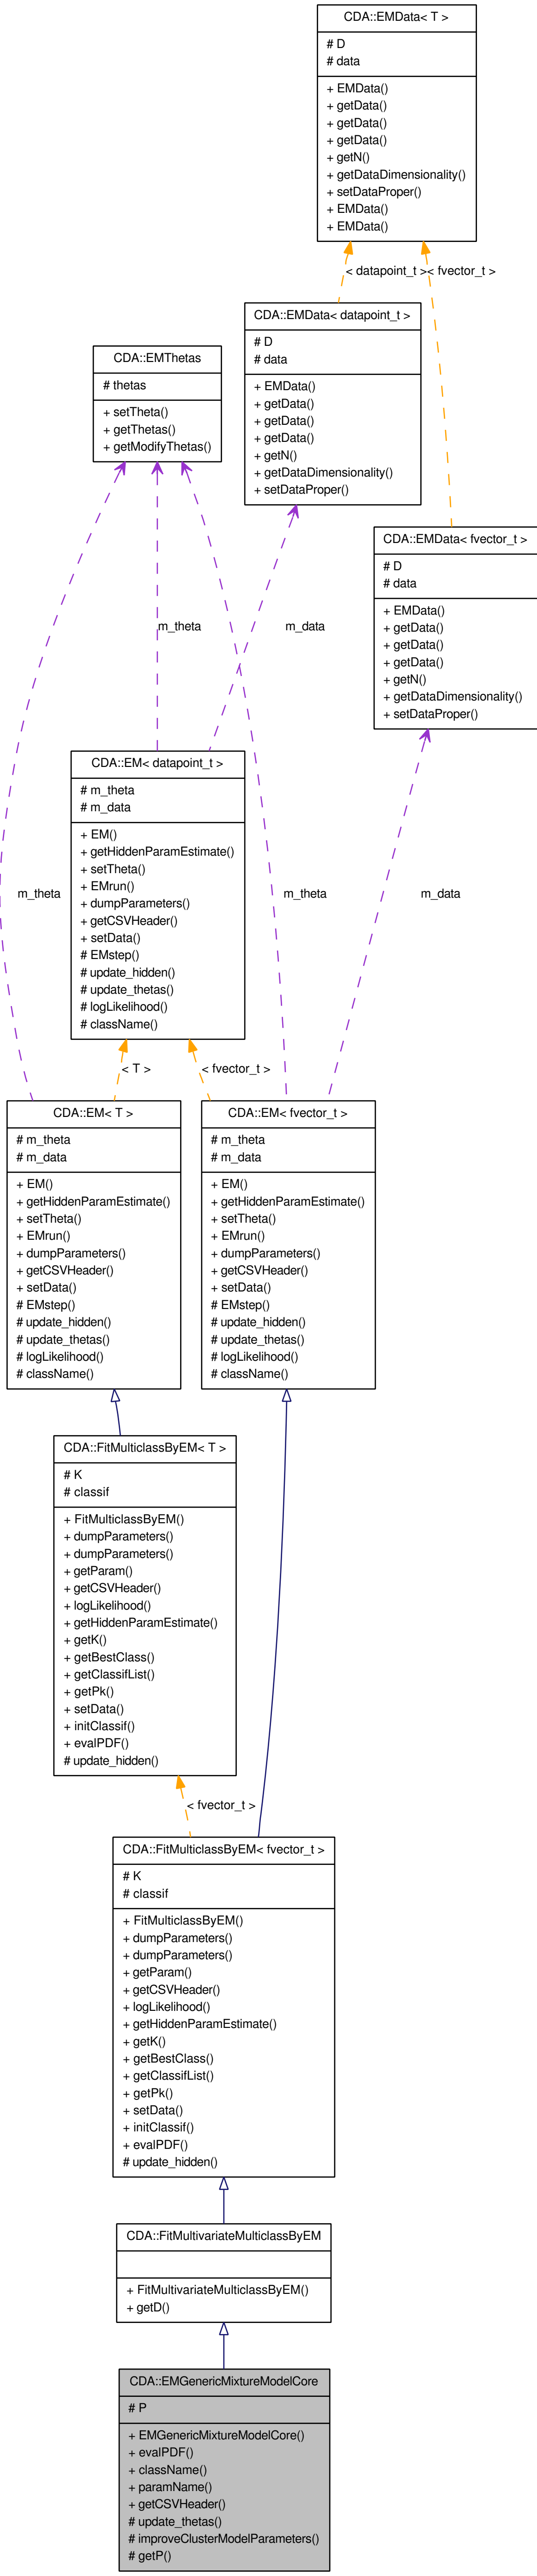 CDA::EMData< T >
# D
# data
+ EMData()
+ getData()
+ getData()
+ getData()
+ getN()
+ getDataDimensionality()
+ setDataProper()
+ EMData()
+ EMData()
< datapoint_t >
< fvector_t >
CDA::EMData< datapoint_t >
# D
# data
+ EMData()
+ getData()
+ getData()
+ getData()
+ getN()
+ getDataDimensionality()
+ setDataProper()
CDA::EMThetas
# thetas
+ setTheta()
+ getThetas()
+ getModifyThetas()
CDA::EMData< fvector_t >
# D
# data
+ EMData()
+ getData()
+ getData()
+ getData()
+ getN()
+ getDataDimensionality()
+ setDataProper()
m_theta
m_data
CDA::EM< datapoint_t >
# m_theta
# m_data
+ EM()
+ getHiddenParamEstimate()
+ setTheta()
+ EMrun()
+ dumpParameters()
+ getCSVHeader()
+ setData()
# EMstep()
# update_hidden()
# update_thetas()
# logLikelihood()
# className()
m_theta
m_theta
m_data
< T >
< fvector_t >
CDA::EM< T >
# m_theta
# m_data
+ EM()
+ getHiddenParamEstimate()
+ setTheta()
+ EMrun()
+ dumpParameters()
+ getCSVHeader()
+ setData()
# EMstep()
# update_hidden()
# update_thetas()
# logLikelihood()
# className()
CDA::EM< fvector_t >
# m_theta
# m_data
+ EM()
+ getHiddenParamEstimate()
+ setTheta()
+ EMrun()
+ dumpParameters()
+ getCSVHeader()
+ setData()
# EMstep()
# update_hidden()
# update_thetas()
# logLikelihood()
# className()
CDA::FitMulticlassByEM< T >
# K
# classif
+ FitMulticlassByEM()
+ dumpParameters()
+ dumpParameters()
+ getParam()
+ getCSVHeader()
+ logLikelihood()
+ getHiddenParamEstimate()
+ getK()
+ getBestClass()
+ getClassifList()
+ getPk()
+ setData()
+ initClassif()
+ evalPDF()
# update_hidden()
< fvector_t >
CDA::FitMulticlassByEM< fvector_t >
# K
# classif
+ FitMulticlassByEM()
+ dumpParameters()
+ dumpParameters()
+ getParam()
+ getCSVHeader()
+ logLikelihood()
+ getHiddenParamEstimate()
+ getK()
+ getBestClass()
+ getClassifList()
+ getPk()
+ setData()
+ initClassif()
+ evalPDF()
# update_hidden()
CDA::FitMultivariateMulticlassByEM
+ FitMultivariateMulticlassByEM()
+ getD()
CDA::EMGenericMixtureModelCore
# P
+ EMGenericMixtureModelCore()
+ evalPDF()
+ className()
+ paramName()
+ getCSVHeader()
# update_thetas()
# improveClusterModelParameters()
# getP()